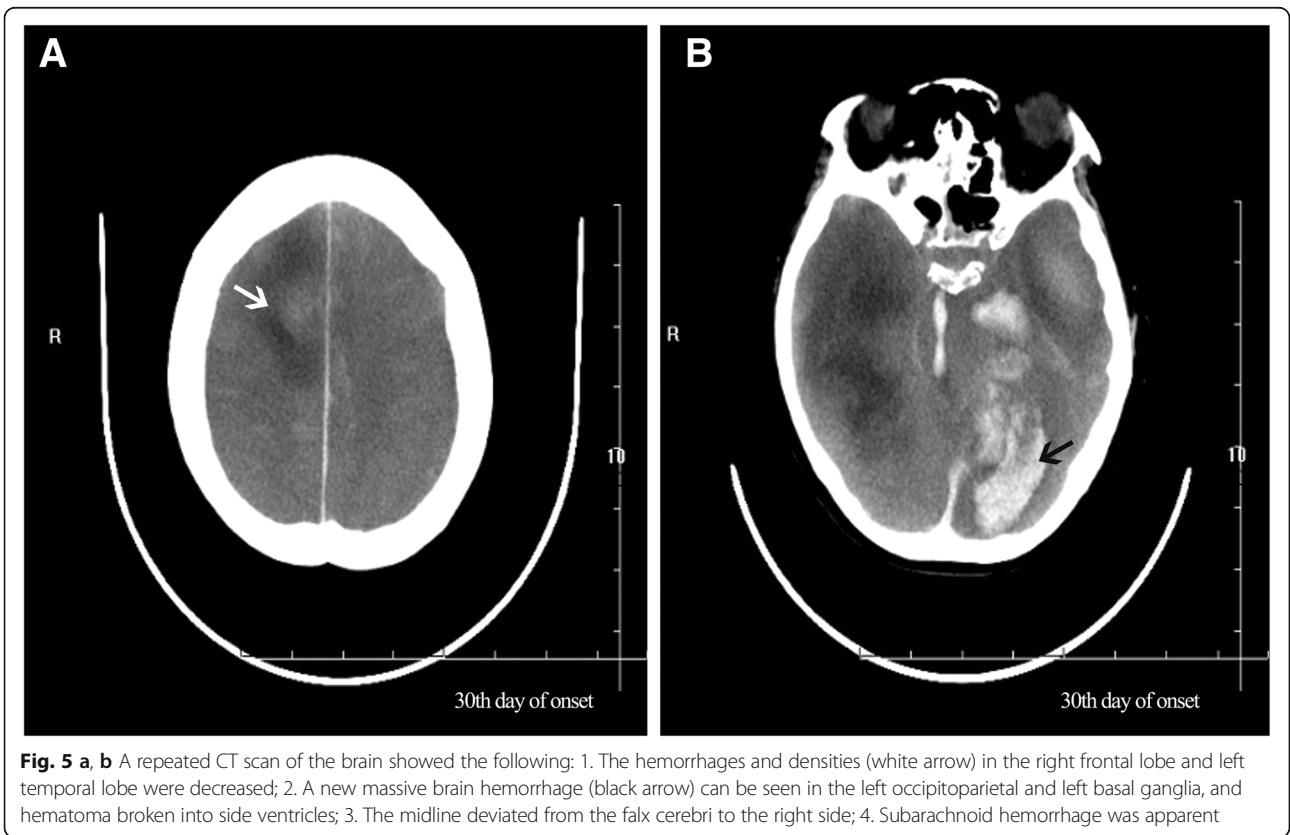 A
R
10
30th day of onset
B
R
10
30th day of onset
Fig. 5 a, b A repeated CT scan of the brain showed the following: 1. The hemorrhages and densities (white arrow) in the right frontal lobe and left
temporal lobe were decreased; 2. A new massive brain hemorrhage (black arrow) can be seen in the left occipitoparietal and left basal ganglia, and
hematoma broken into side ventricles; 3. The midline deviated from the falx cerebri to the right side; 4. Subarachnoid hemorrhage was apparent